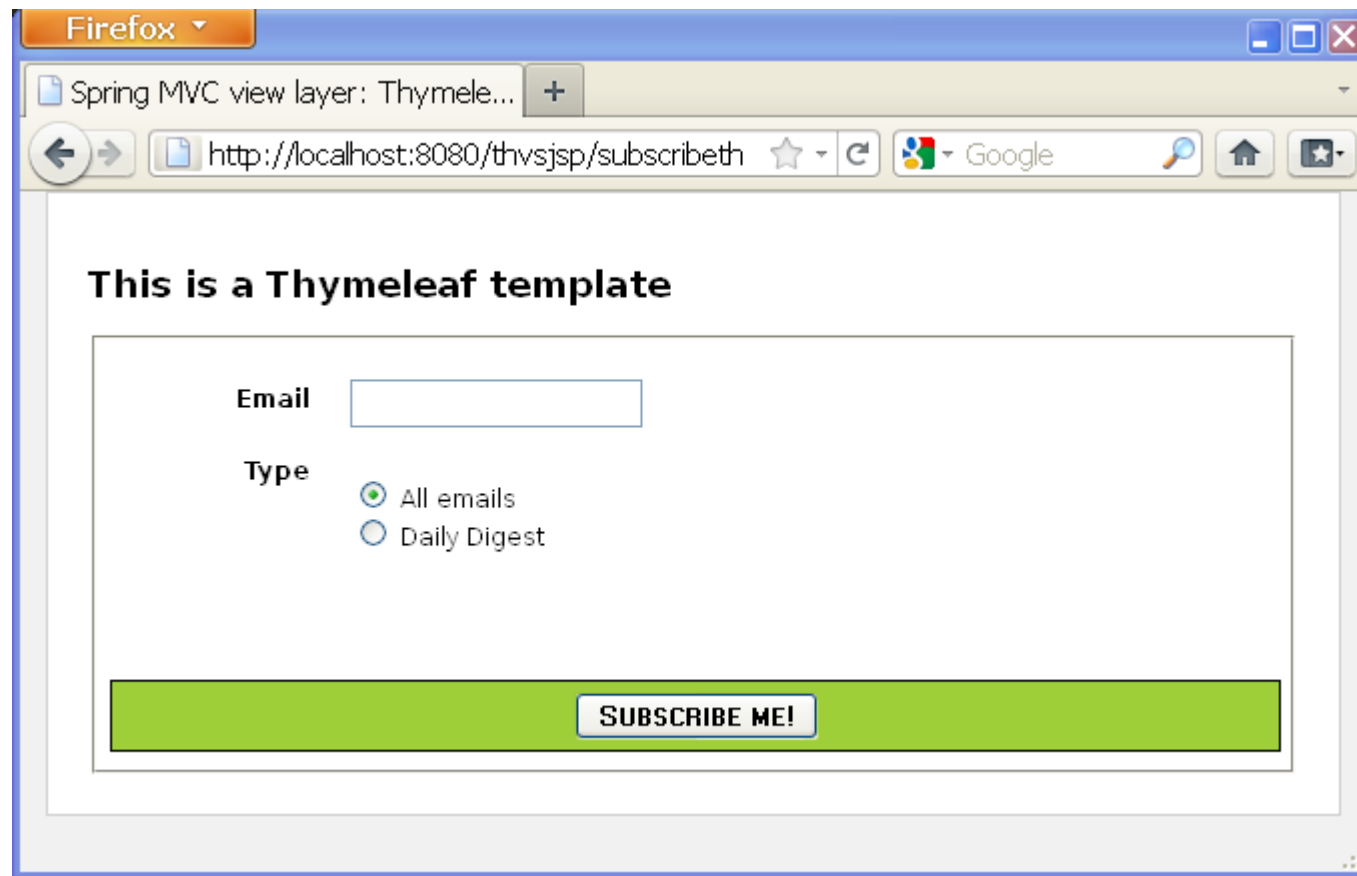 Firefox
Spring MVC view layer: Thymele...
http://localhost:8080/thvsjsp/subscribeth
Google
This is a Thymeleaf template
Email
Type
All emails
Daily Digest
SUBSCRIBE ME!